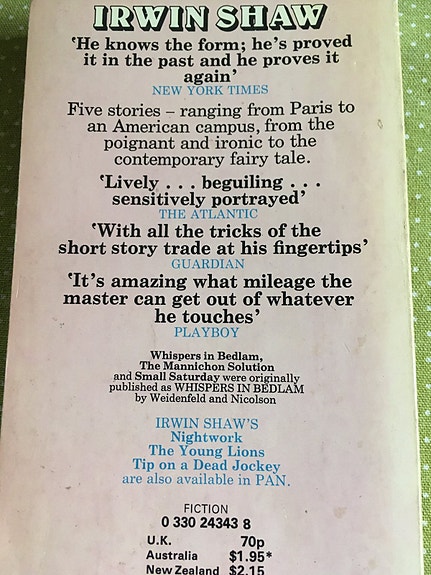 IRWIN SHAW
‘He knows the form; he’s proved
it in the past and he proves it
again’
NEW YORK TIMES
Five stories – ranging from Paris to
an American campus, from the
poignant and ironic to the
contemporary fairy tale.
‘Lively . . . beguiling . . .
sensitively portrayed’
THE ATLANTIC
‘With all the tricks of the
short story trade at his fingertips’
GUARDIAN
‘It’s amazing what mileage the
master can get out of whatever
he touches’
PLAYBOY
Whispers in Bedlam,
The Mannichon Solution
and Small Saturday were originally
published as WHISPERS IN BEDLAM
by Weidenfeld and Nicolson
IRWIN SHAW’S
Nightwork
The Young Lions
Tip on a Dead Jockey
are also available in PAN.
FICTION
0 330 24343 8
U.K. 70p
Australia $1.95*
New Zealand $2.15